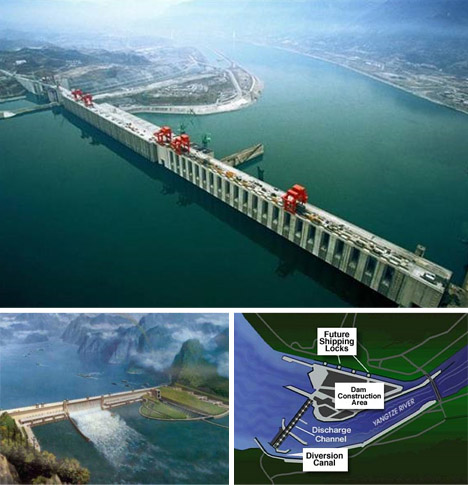 Future
Shipping
Locks
Dam
Construction
Area
YANGTZE RIVER
Discharge
Channel
Diversion
Canal